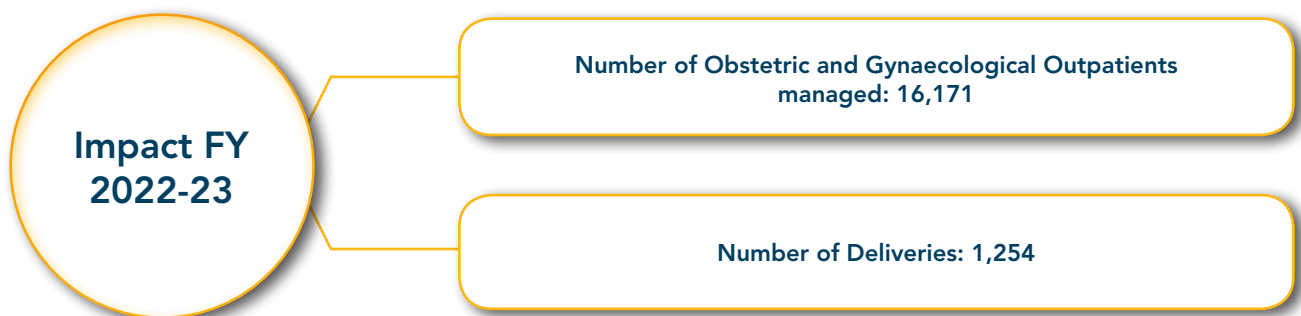 Impact FY
2022-23
Number of Obstetric and Gynaecological Outpatients
managed: 16,171
Number of Deliveries: 1,254